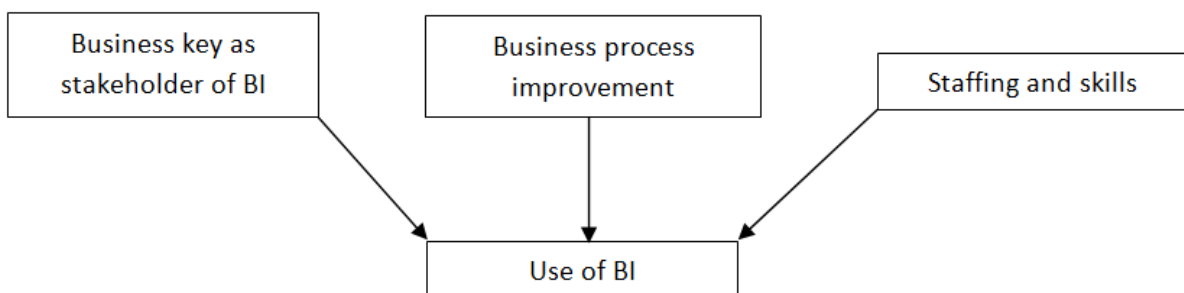 Business key as
stakeholder of BI
Business process
improvement
Staffing and skills
Use of BI